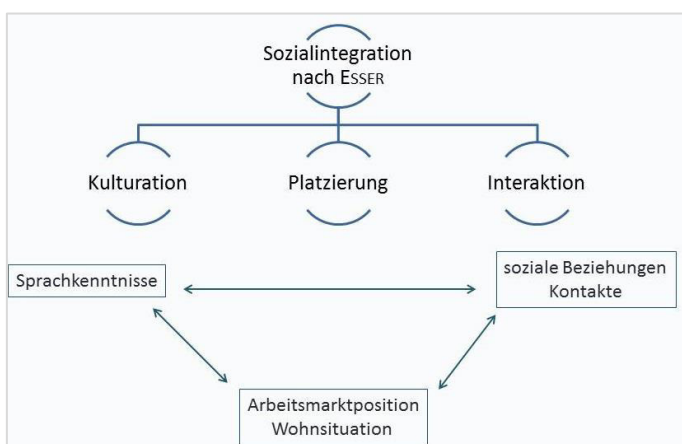 Sozialintegration
nach ESSER
Kulturation
Platzierung
Interaktion
Sprachkenntnisse
soziale Beziehungen
Kontakte
Arbeitsmarktposition
Wohnsituation